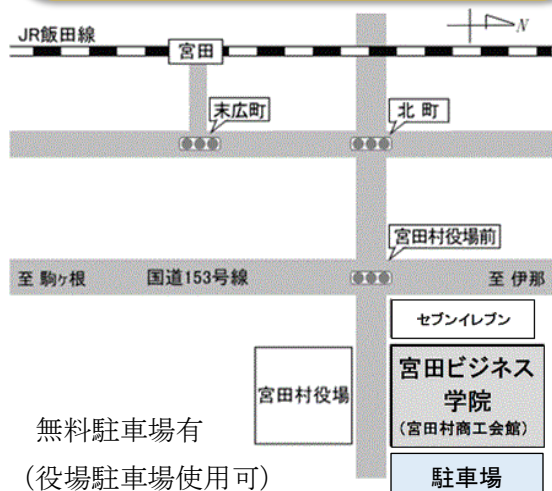 N
JR飯田線
宮田
末広町
北町
宮田村役場前
至 駒ヶ根 国道153号線 至 伊那
セブンイレブン
宮田ビジネス
学院
(宮田村商工会館)
宮田村役場
無料駐車場有
(役場駐車場使用可)
駐車場